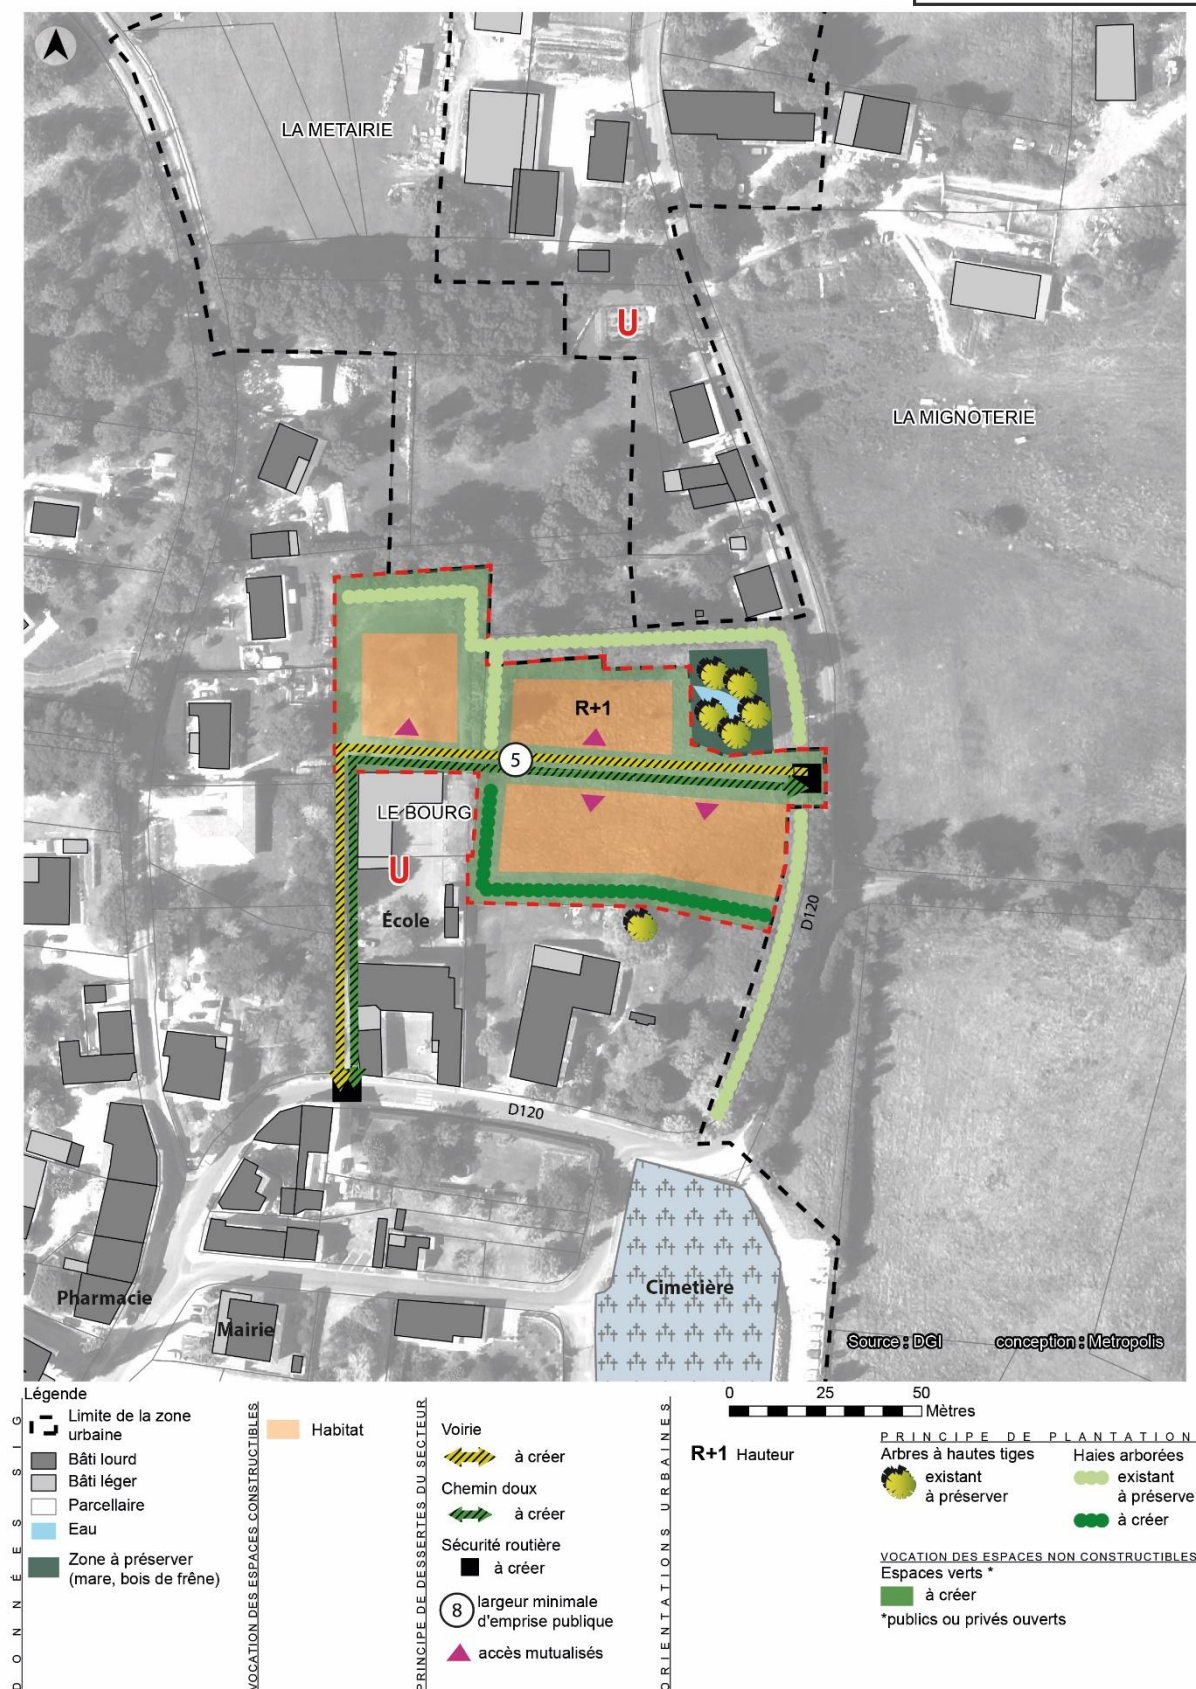 LA METAIRIE
U
LA MIGNOTERIE
R+1
5
LE BOURG
U
École
D120
D120
Cimetière
Pharmacie
Mairie
Source : DGI conception : Metropolis
Légende
DONNÉES SIG
Limite de la zone
urbaine
Bâti lourd
Bâti léger
Parcellaire
Eau
Zone à préserver
(mare, bois de frêne)
VOCATION DES ESPACES CONSTRUCTIBLES
Habitat
PRINCIPE DE DESSERTES DU SECTEUR
Voirie
à créer
Chemin doux
à créer
Sécurité routière
à créer
8 largeur minimale
d'emprise publique
accès mutualisés
ORIENTATIONS URBAINES
0 25 50
Mètres
R+1 Hauteur
PRINCIPE DE PLANTATION
Arbres à hautes tiges
existant
à préserver
Haies arborées
existant
à préserve
à créer
VOCATION DES ESPACES NON CONSTRUCTIBLES
Espaces verts *
à créer
*publics ou privés ouverts